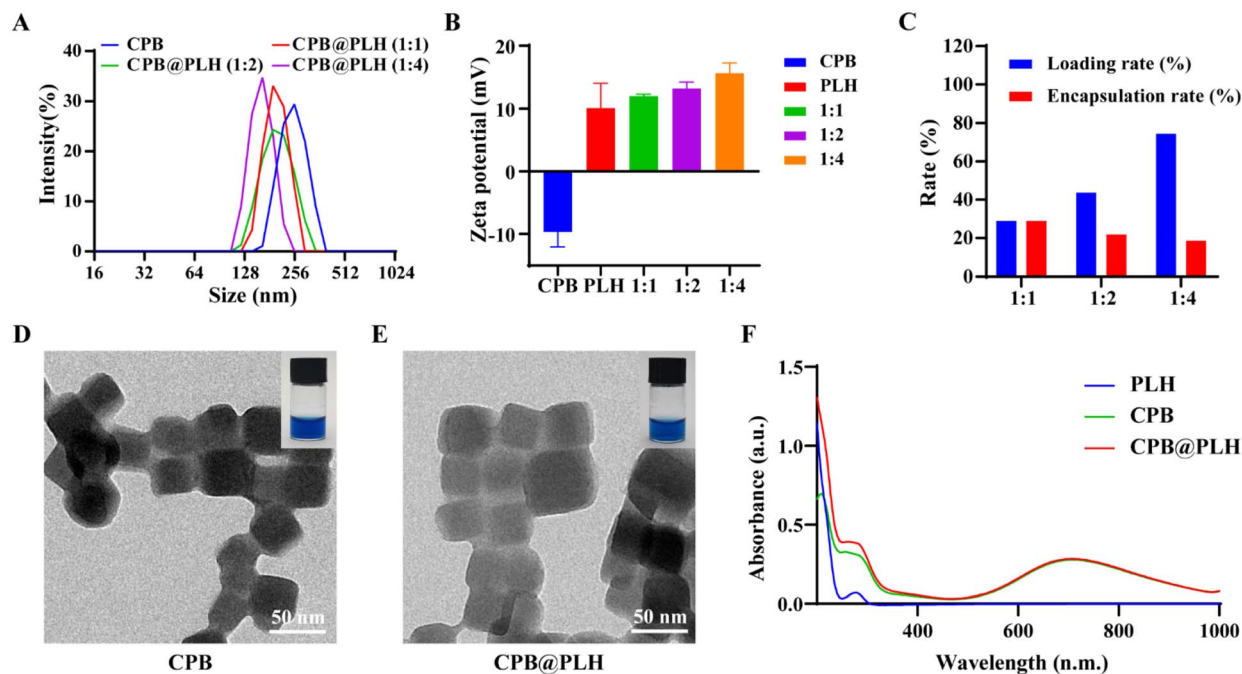 A
CPB
CPB@PLH (1:1)
CPB@PLH (1:2)
CPB@PLH (1:4)
Intensity(%)
40
30
20
10
0
16 32 64 128 256 512 1024
Size (nm)
B
Zeta potential (mV)
20
10
0
-10
CPB PLH 1:1 1:2 1:4
CPB
PLH
1:1
1:2
1:4
C
Rate (%)
120
100
80
60
40
20
0
1:1 1:2 1:4
Loading rate (%)
Encapsulation rate (%)
D
50 nm
CPB
E
50 nm
CPB@PLH
F
Absorbance (a.u.)
1.5
1.0
0.5
0.0
400 600 800 1000
Wavelength (n.m.)
PLH
CPB
CPB@PLH